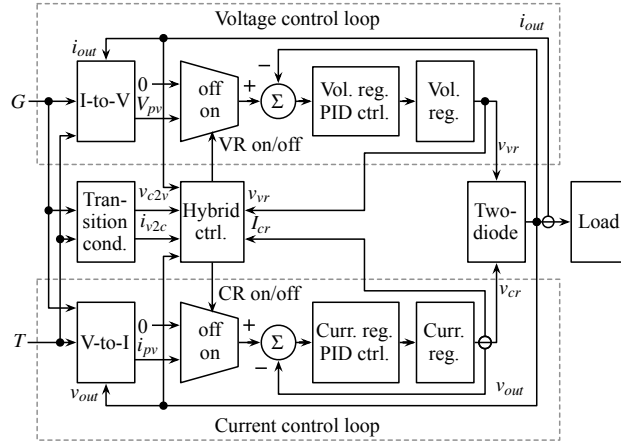 Voltage control loop
i_out
i_out
G
I-to-V
0
V_pv
off
on
+
−
Σ
Vol. reg.
PID ctrl.
Vol.
reg.
VR on/off
v_vr
Tran-
sition
cond.
v_c2v
i_v2c
Hybrid
ctrl.
v_vr
I_cr
Two-
diode
Load
CR on/off
v_cr
T
V-to-I
0
i_pv
off
on
+
−
Σ
Curr. reg.
PID ctrl.
Curr.
reg.
v_out
v_out
Current control loop